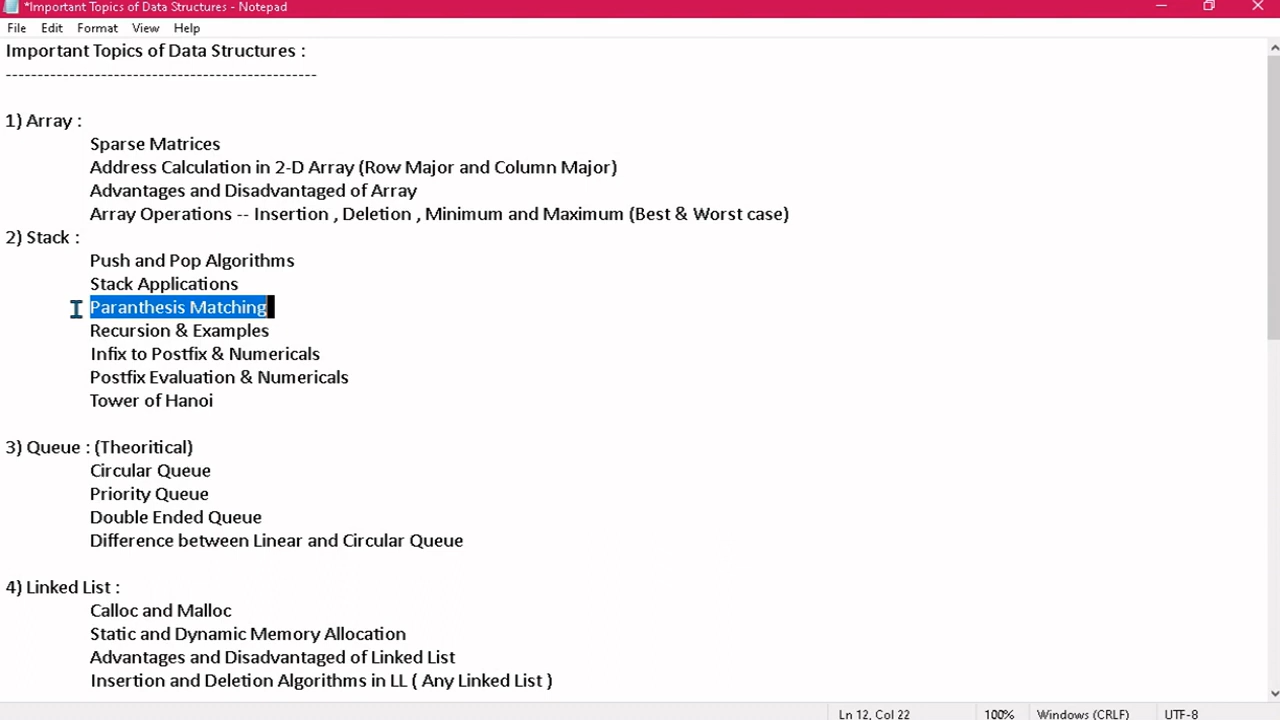 *Important Topics of Data Structures - Notepad
File Edit Format View Help
Important Topics of Data Structures :
-------------------------------------------------
1) Array :
Sparse Matrices
Address Calculation in 2-D Array (Row Major and Column Major)
Advantages and Disadvantaged of Array
Array Operations -- Insertion , Deletion , Minimum and Maximum (Best & Worst case)
2) Stack :
Push and Pop Algorithms
Stack Applications
Paranthesis Matching
Recursion & Examples
Infix to Postfix & Numericals
Postfix Evaluation & Numericals
Tower of Hanoi
3) Queue : (Theoritical)
Circular Queue
Priority Queue
Double Ended Queue
Difference between Linear and Circular Queue
4) Linked List :
Calloc and Malloc
Static and Dynamic Memory Allocation
Advantages and Disadvantaged of Linked List
Insertion and Deletion Algorithms in LL ( Any Linked List )
Ln 12, Col 22 100% Windows (CRLF) UTF-8